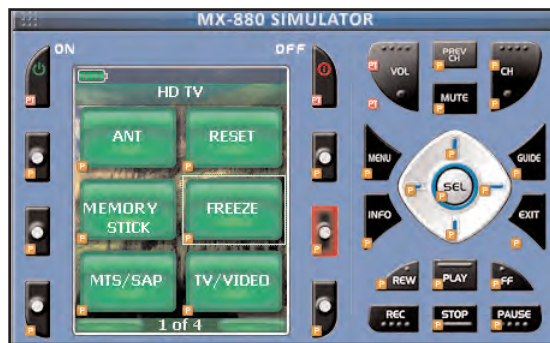 MX-880 SIMULATOR
ON
OFF
HD TV
ANT
RESET
MEMORY STICK
FREEZE
MTS/SAP
TV/VIDEO
1 of 4
VOL
PREV CH
CH
MUTE
MENU
GUIDE
SEL
INFO
EXIT
REW
PLAY
FF
REC
STOP
PAUSE